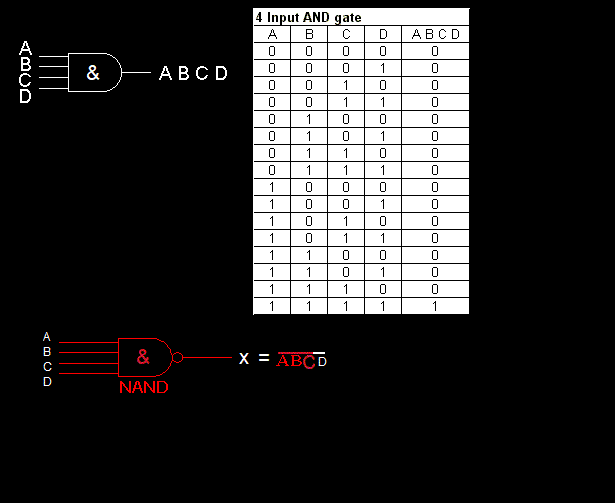 A
B
C
D
&
A B C D
4 Input AND gate
A B C D A B C D
0 0 0 0 0
0 0 0 1 0
0 0 1 0 0
0 0 1 1 0
0 1 0 0 0
0 1 0 1 0
0 1 1 0 0
0 1 1 1 0
1 0 0 0 0
1 0 0 1 0
1 0 1 0 0
1 0 1 1 0
1 1 0 0 0
1 1 0 1 0
1 1 1 0 0
1 1 1 1 1
A
B
C
D
&
NAND
X = A̅B̅C̅D̅